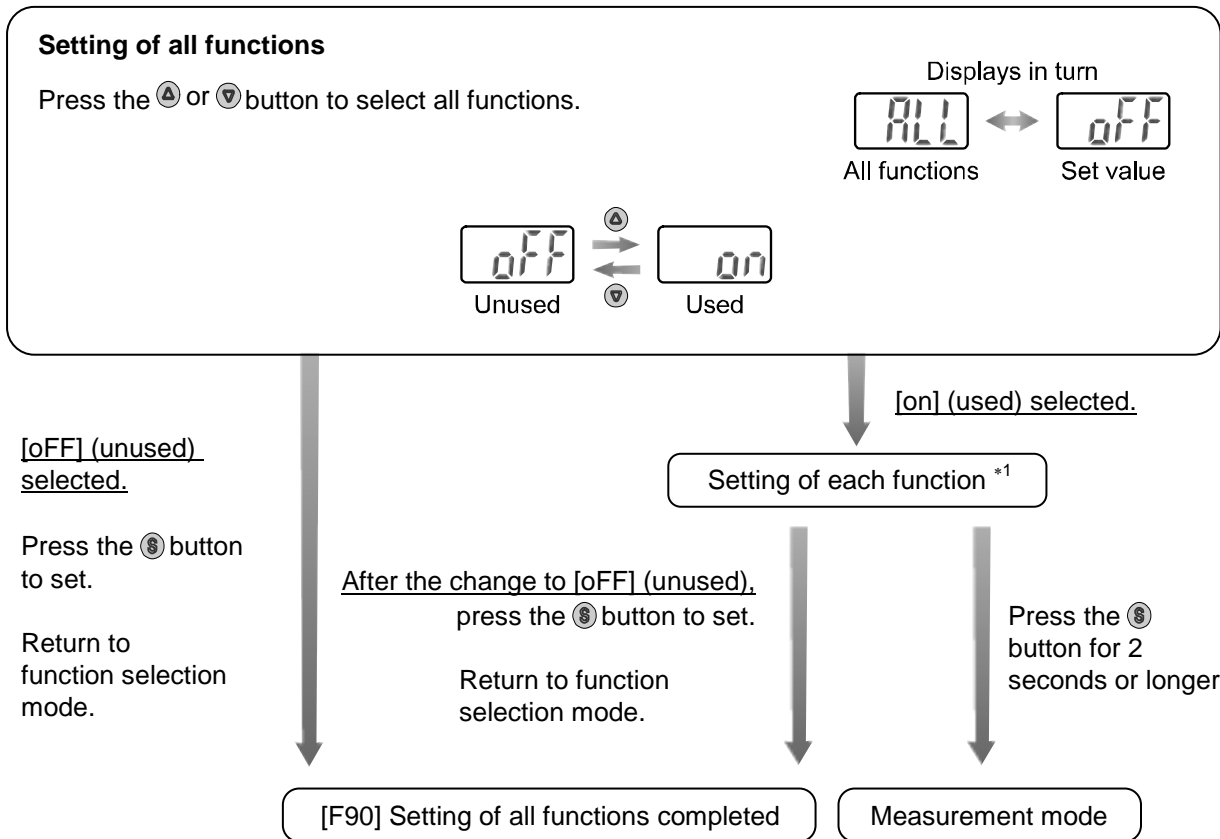 Setting of all functions
Press the or button to select all functions.
Displays in turn
ALL oFF
All functions Set value
oFF on
Unused Used
[on] (used) selected.
[oFF] (unused)
selected.
Setting of each function *1
Press the S button
to set.
After the change to [oFF] (unused),
press the S button to set.
Press the S
button for 2
seconds or longer
Return to
function selection
mode.
Return to function
selection mode.
[F90] Setting of all functions completed
Measurement mode